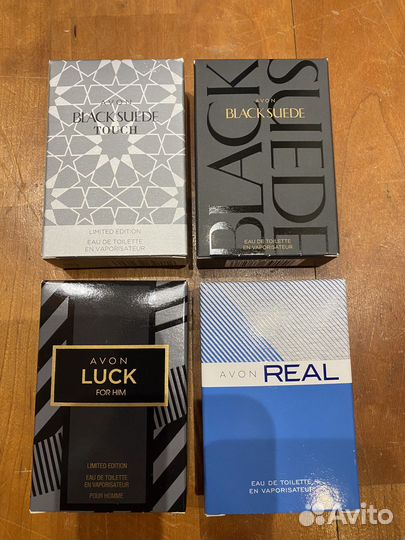 AVON
BLACK SUEDE
TOUCH
LIMITED EDITION
EAU DE TOILETTE
EN VAPORISATEUR
BLACK
SUEDE
AVON
BLACK SUEDE
EAU DE TOILETTE
EN VAPORISATEUR
AVON
LUCK
FOR HIM
LIMITED EDITION
EAU DE TOILETTE
EN VAPORISATEUR
POUR HOMME
AVON REAL
EAU DE TOILETTE
EN VAPORISATEUR
Avito